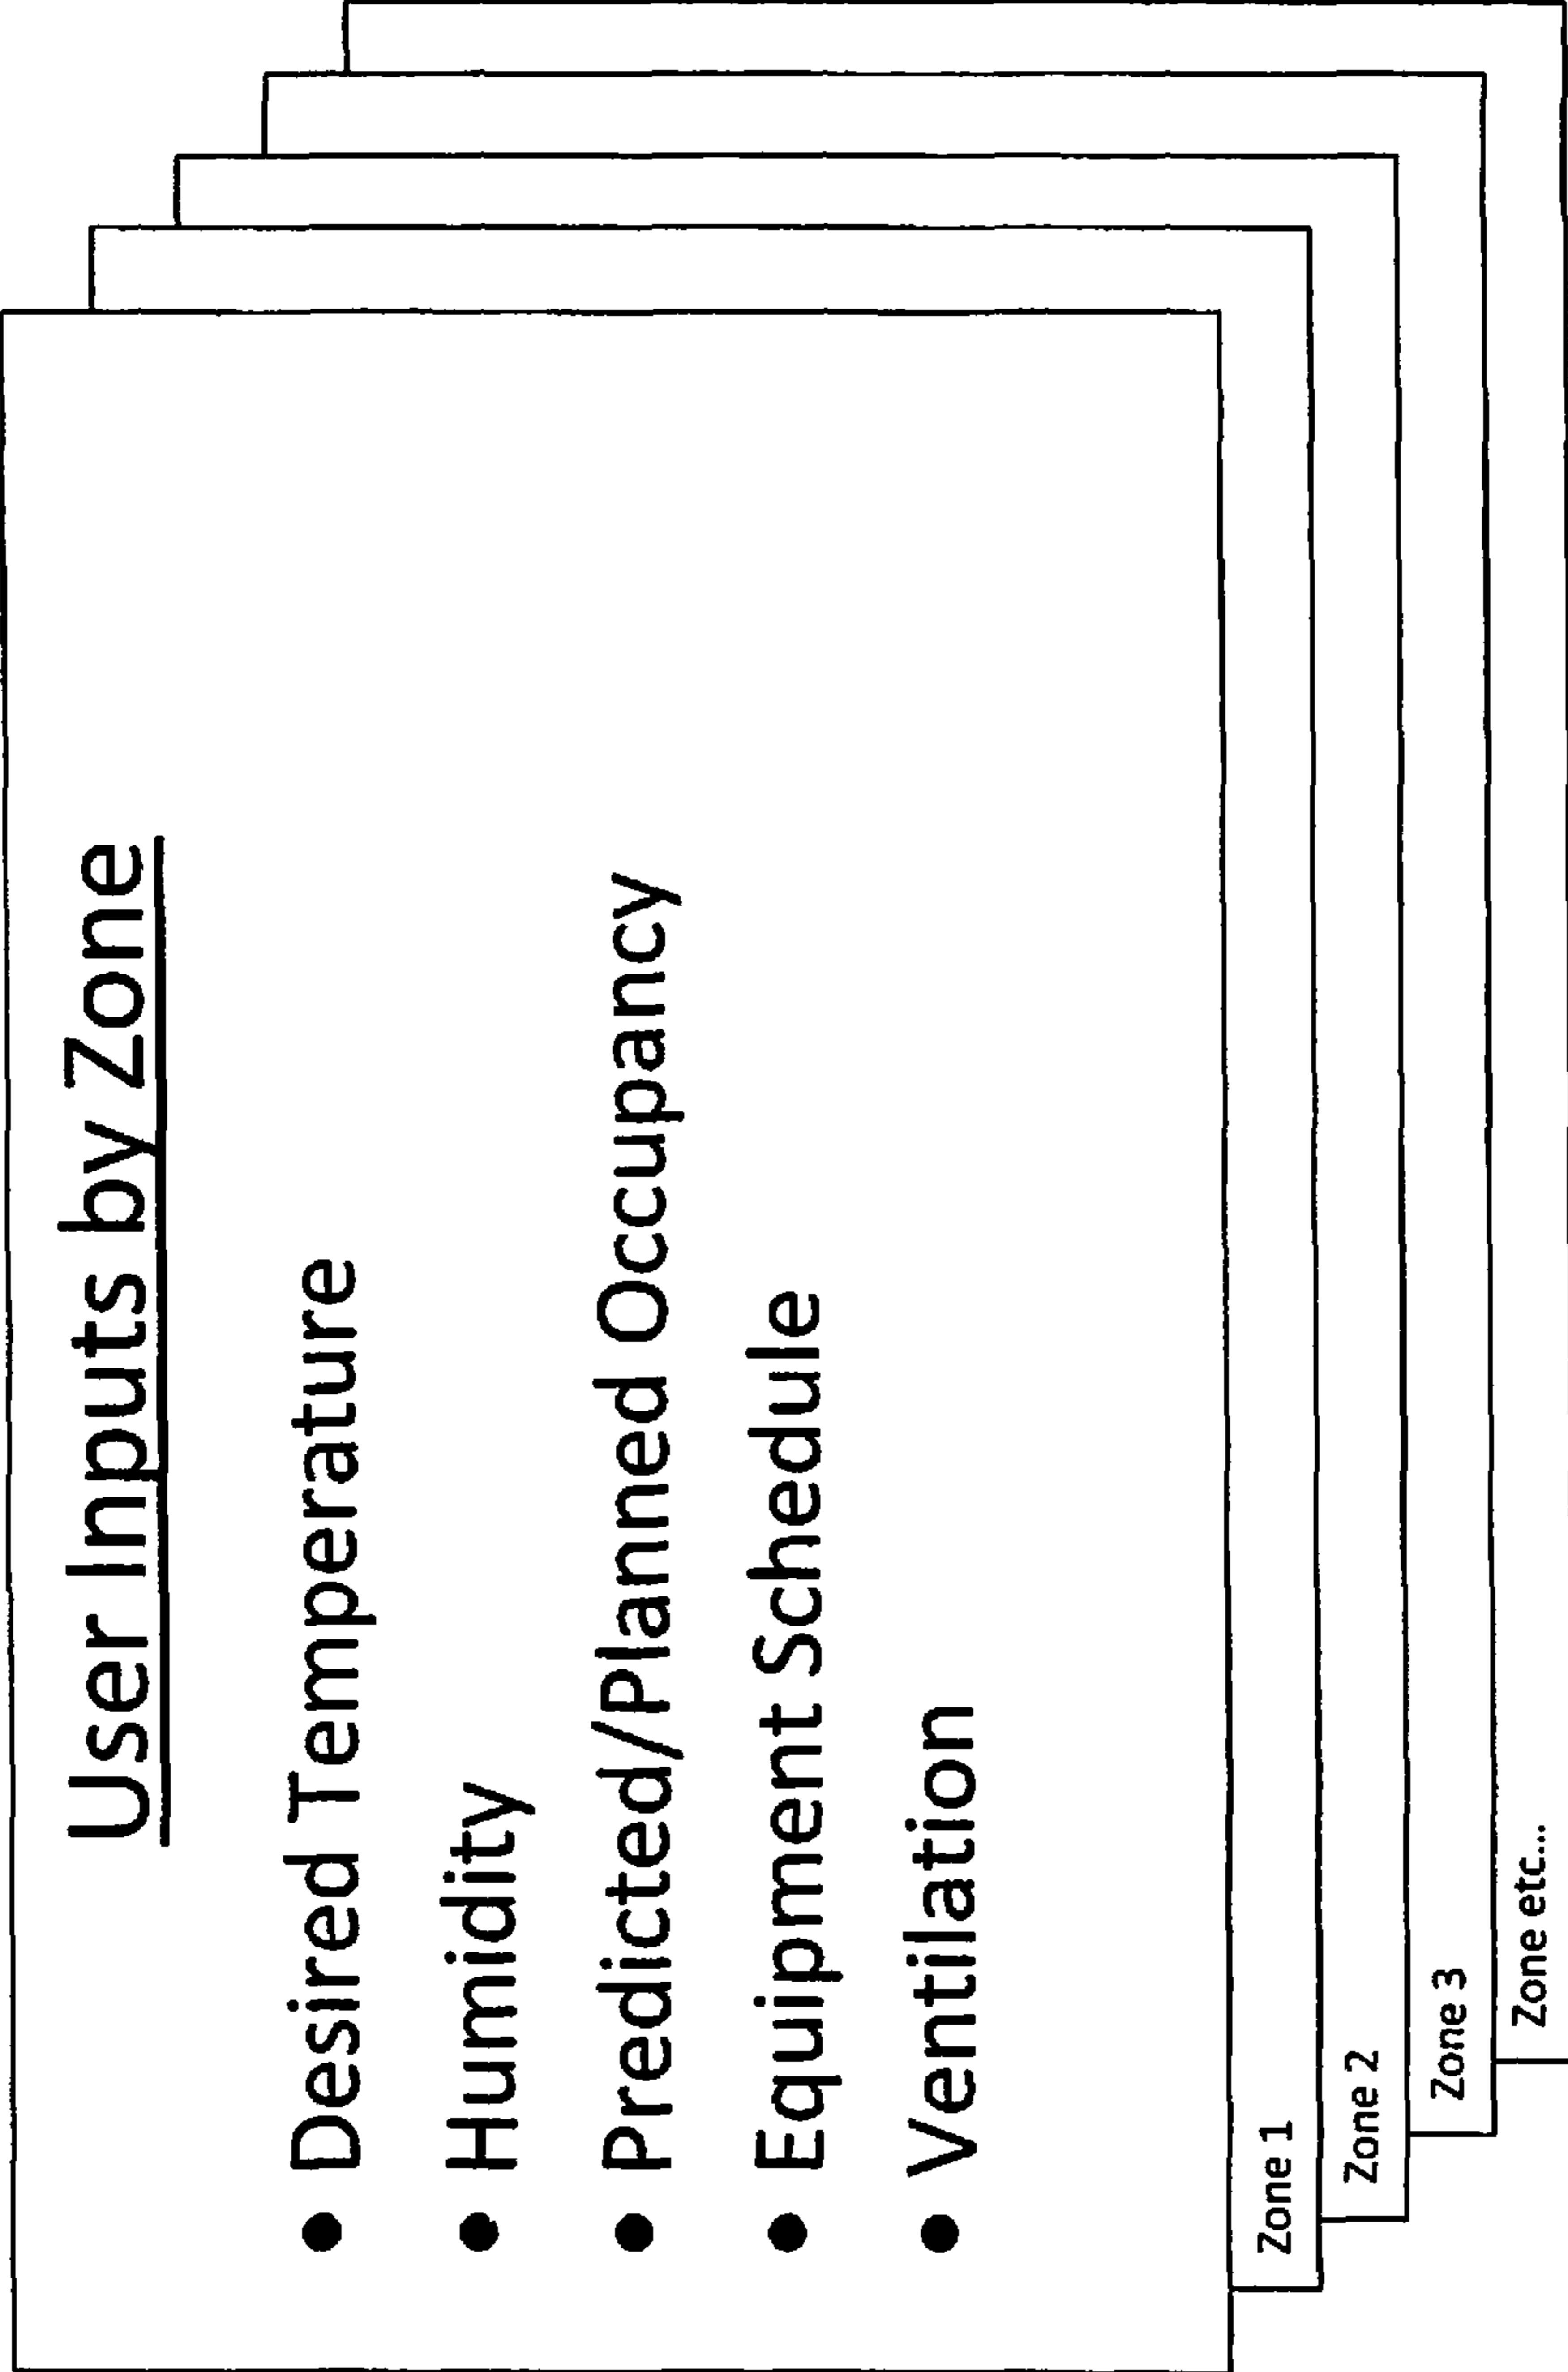 User Inputs by Zone
● Desired Temperature
● Humidity
● Predicted/Planned Occupancy
● Equipment Schedule
● Ventilation
Zone 1
Zone 2
Zone 3
Zone etc...